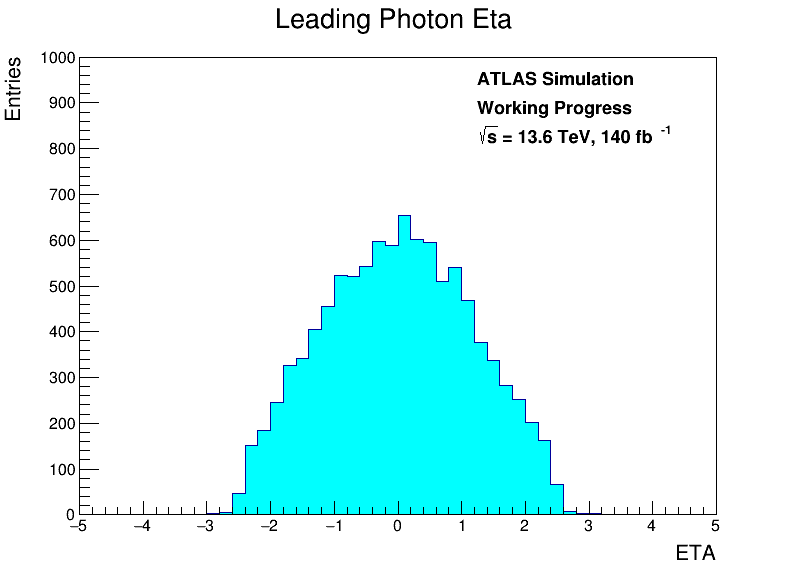 Leading Photon Eta
Entries
1000
900
800
700
600
500
400
300
200
100
0
ATLAS Simulation
Working Progress
√s = 13.6 TeV, 140 fb -1
−5 −4 −3 −2 −1 0 1 2 3 4 5
ETA